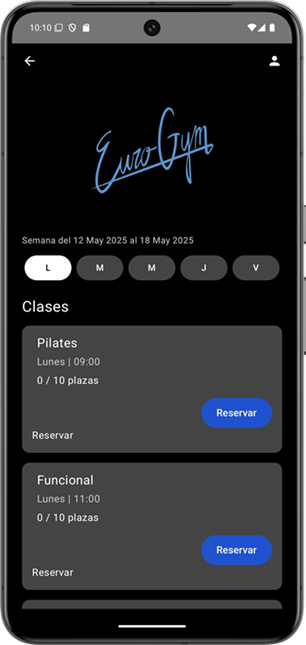 10:10
EuroGym
Semana del 12 May 2025 al 18 May 2025
L M M J V
Clases
Pilates
Lunes | 09:00
0 / 10 plazas
Reservar
Reservar
Funcional
Lunes | 11:00
0 / 10 plazas
Reservar
Reservar